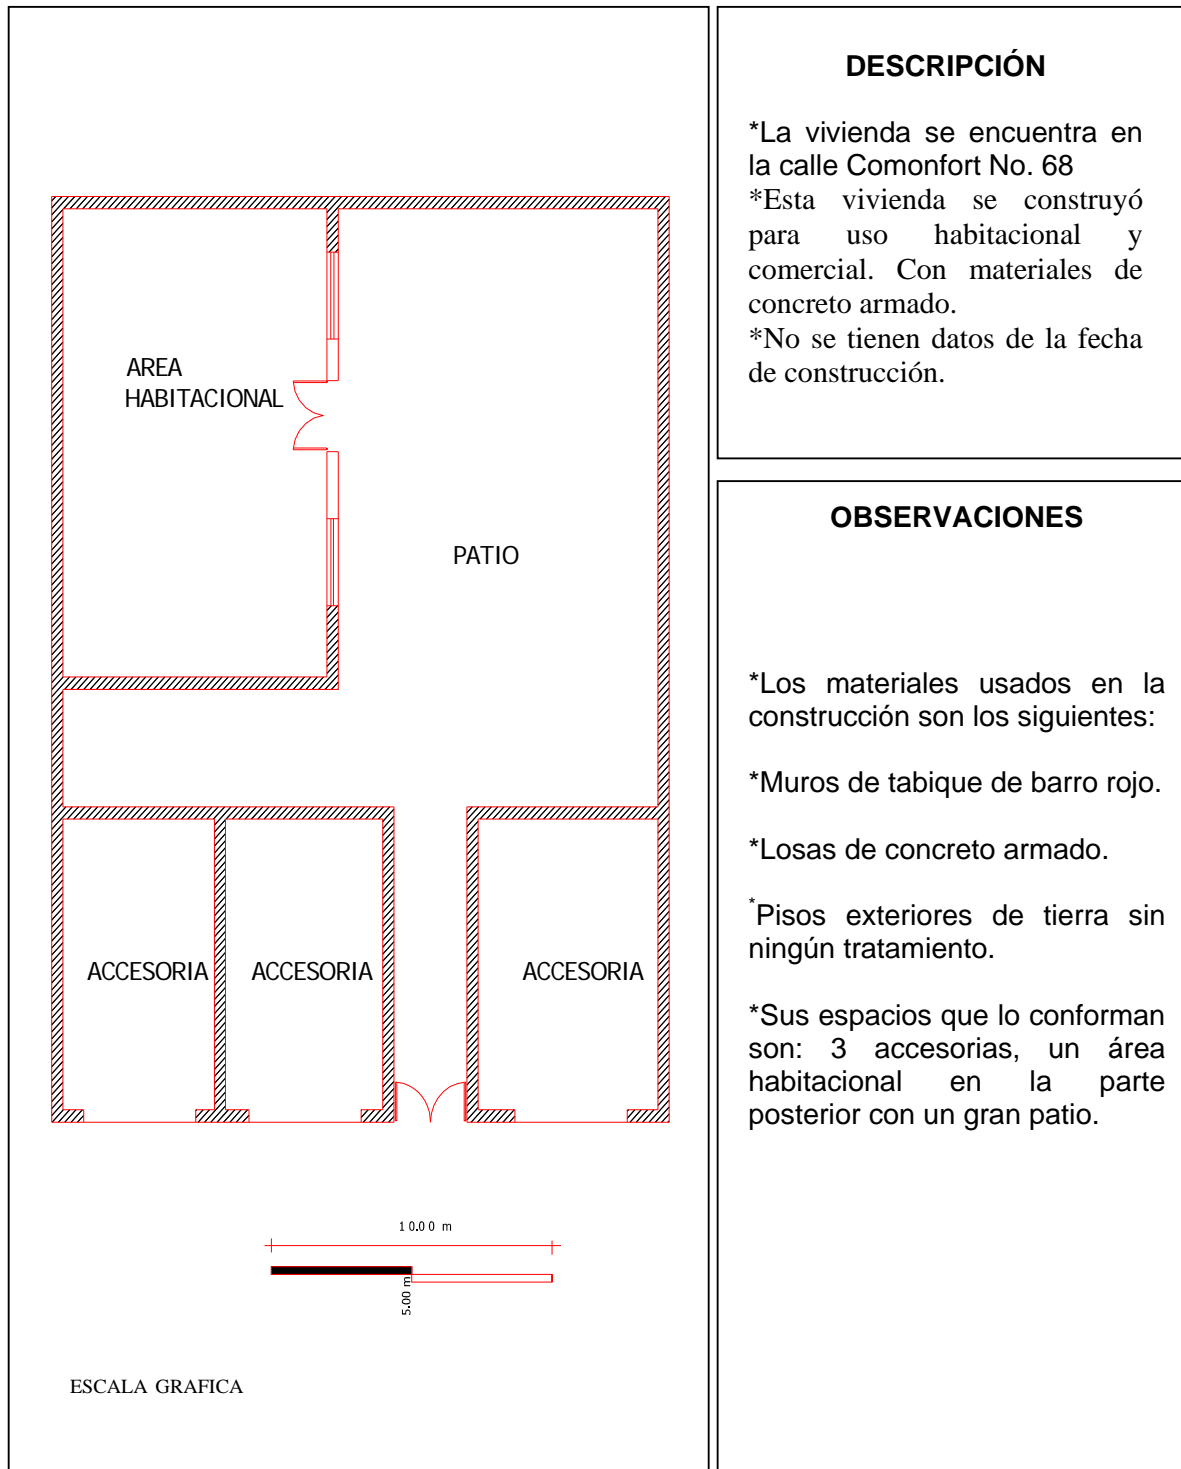 AREA
HABITACIONAL
PATIO
ACCESORIA
ACCESORIA
ACCESORIA
10.00 m
5.00 m
ESCALA GRAFICA
DESCRIPCIÓN
*La vivienda se encuentra en
la calle Comonfort No. 68
*Esta vivienda se construyó
para uso habitacional y
comercial. Con materiales de
concreto armado.
*No se tienen datos de la fecha
de construcción.
OBSERVACIONES
*Los materiales usados en la
construcción son los siguientes:
*Muros de tabique de barro rojo.
*Losas de concreto armado.
*Pisos exteriores de tierra sin
ningún tratamiento.
*Sus espacios que lo conforman
son: 3 accesorias, un área
habitacional en la parte
posterior con un gran patio.